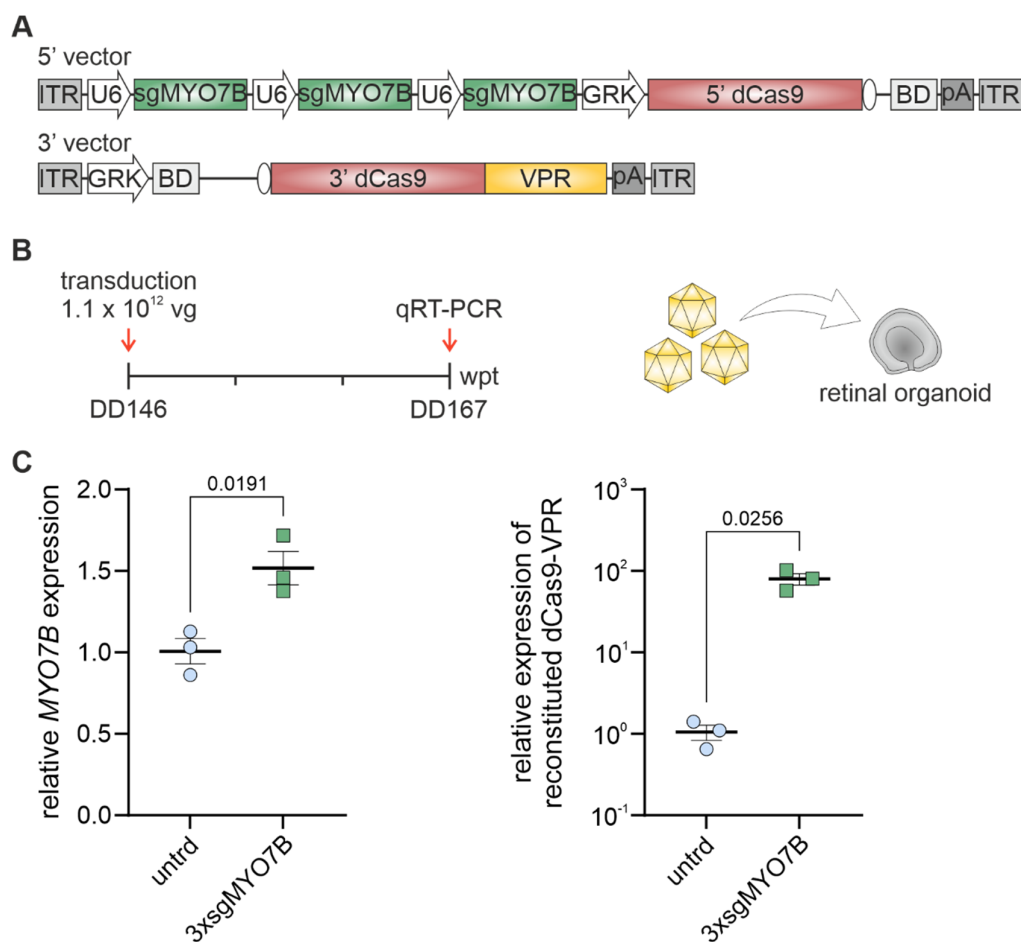 A
5' vector
ITR U6 sgMYO7B U6 sgMYO7B U6 sgMYO7B GRK 5' dCas9 BD pA ITR
3' vector
ITR GRK BD 3' dCas9 VPR pA ITR
B
transduction
1.1 x 10¹² vg
qRT-PCR
wpt
DD146
DD167
retinal organoid
C
relative MYO7B expression
2.0
1.5
1.0
0.5
0.0
0.0191
untrd
3xsgMYO7B
relative expression of
reconstituted dCas9-VPR
10³
10²
10¹
10⁰
10⁻¹
0.0256
untrd
3xsgMYO7B